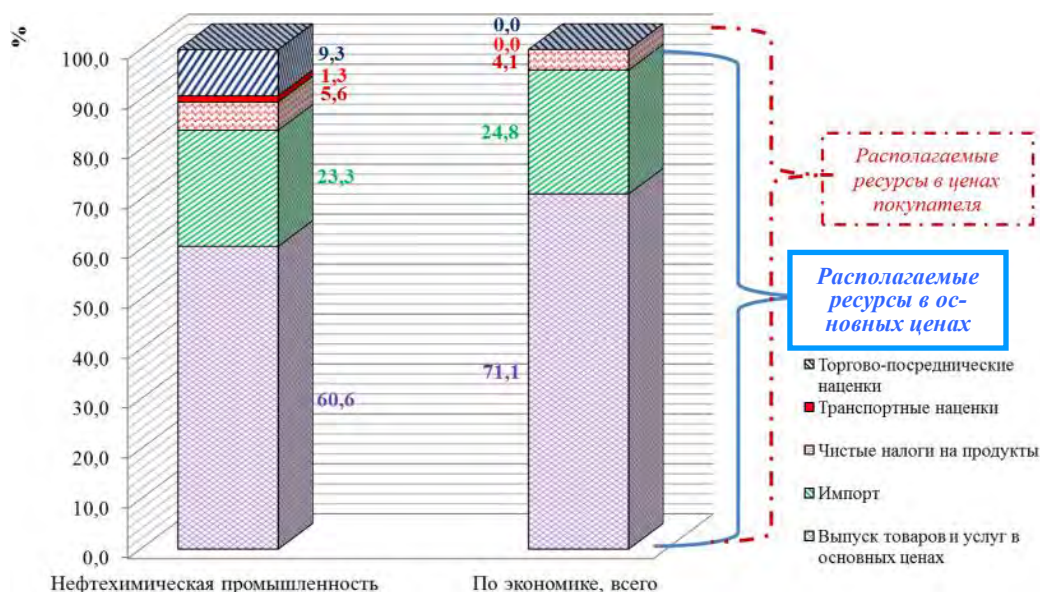 %
100,0
90,0
80,0
70,0
60,0
50,0
40,0
30,0
20,0
10,0
0,0
9,3
1,3
5,6
23,3
60,6
0,0
0,0
4,1
24,8
71,1
Нефтехимическая промышленность
По экономике, всего
Располагаемые
ресурсы в ценах
покупателя
Располагаемые
ресурсы в ос-
новных ценах
Торгово-посреднические
наценки
Транспортные наценки
Чистые налоги на продукты
Импорт
Выпуск товаров и услуг в
основных ценах